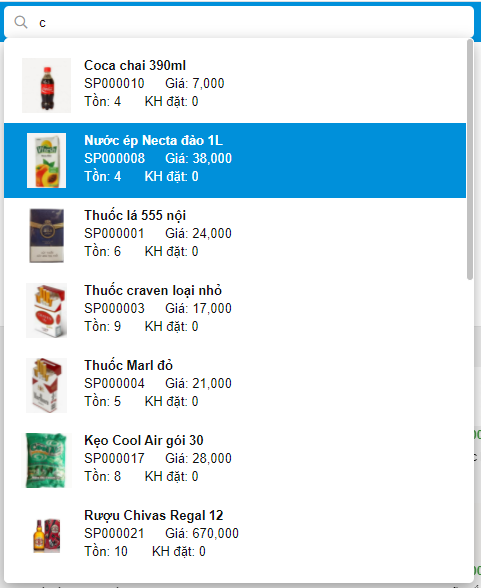 c
Coca chai 390ml
SP000010 Giá: 7,000
Tồn: 4 KH đặt: 0
Nước ép Necta đào 1L
SP000008 Giá: 38,000
Tồn: 4 KH đặt: 0
Thuốc lá 555 nội
SP000001 Giá: 24,000
Tồn: 6 KH đặt: 0
Thuốc craven loại nhỏ
SP000003 Giá: 17,000
Tồn: 9 KH đặt: 0
Thuốc Marl đỏ
SP000004 Giá: 21,000
Tồn: 5 KH đặt: 0
Kẹo Cool Air gói 30
SP000017 Giá: 28,000
Tồn: 8 KH đặt: 0
Rượu Chivas Regal 12
SP000021 Giá: 670,000
Tồn: 10 KH đặt: 0